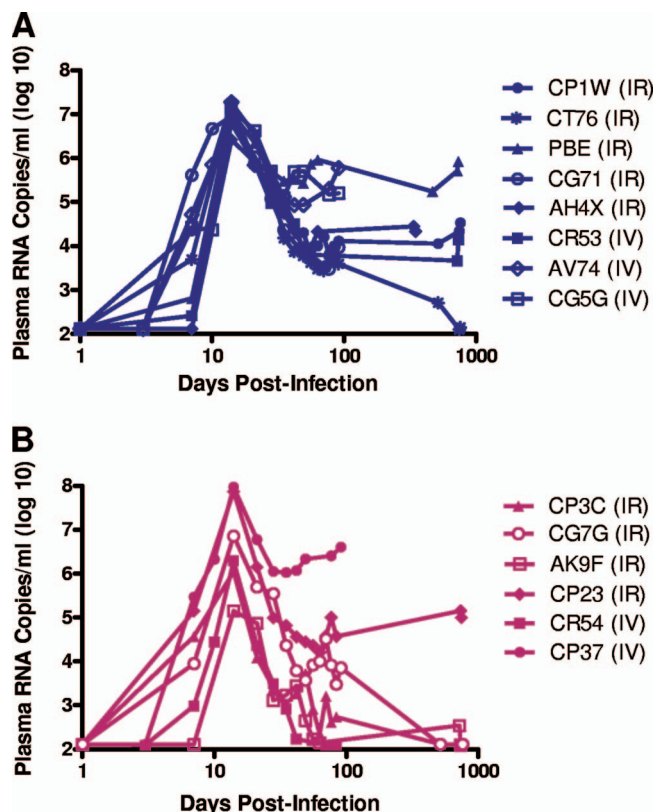 A
Plasma RNA Copies/ml (log 10)
8
7
6
5
4
3
2
1
10
100
1000
Days Post-Infection
CP1W (IR)
CT76 (IR)
PBE (IR)
CG71 (IR)
AH4X (IR)
CR53 (IV)
AV74 (IV)
CG5G (IV)
B
Plasma RNA Copies/ml (log 10)
8
7
6
5
4
3
2
1
10
100
1000
Days Post-Infection
CP3C (IR)
CG7G (IR)
AK9F (IR)
CP23 (IR)
CR54 (IV)
CP37 (IV)